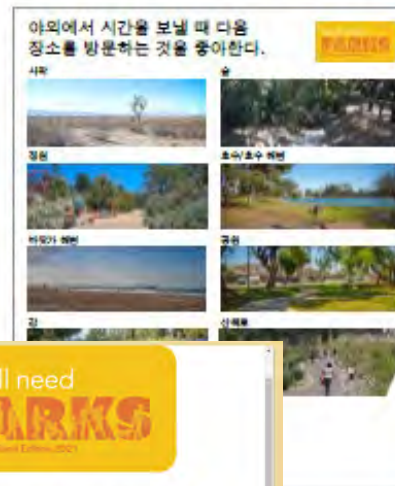 야외에서 시간을 보낼 때 다음
장소를 방문하는 것을 좋아한다.
PARKS
사막
숲
정원
호수/호수 해변
바닷가 해변
공원
강
산책로
ll need
ARKS